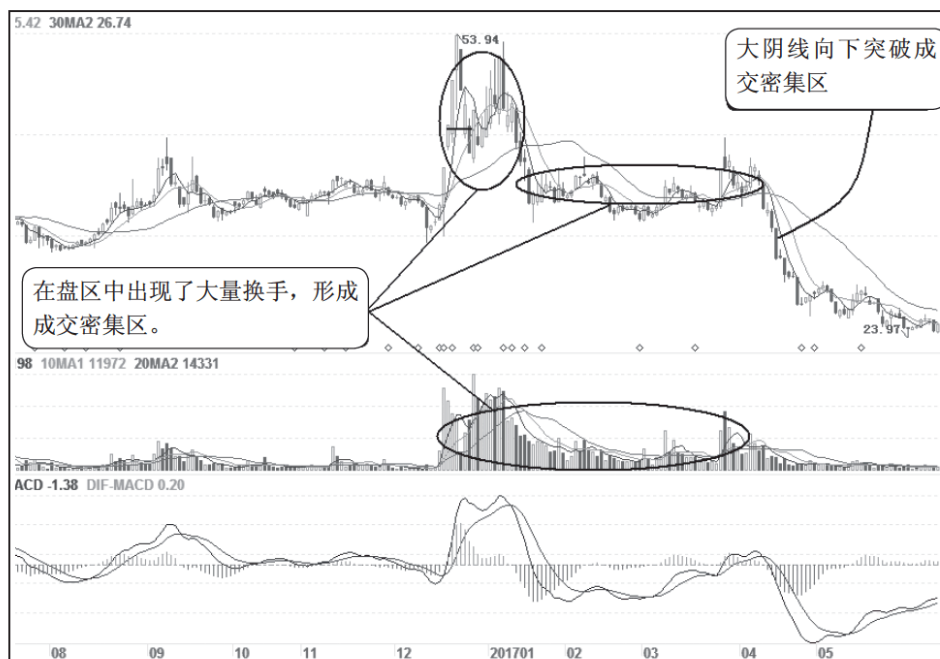 5.42 30MA2 26.74
53.94
大阴线向下突破成
交密集区
在盘区中出现了大量换手，形成
成交密集区。
23.97
98 10MA1 11972 20MA2 14331
ACD -1.38 DIF-MACD 0.20
08 09 10 11 12 201701 02 03 04 05